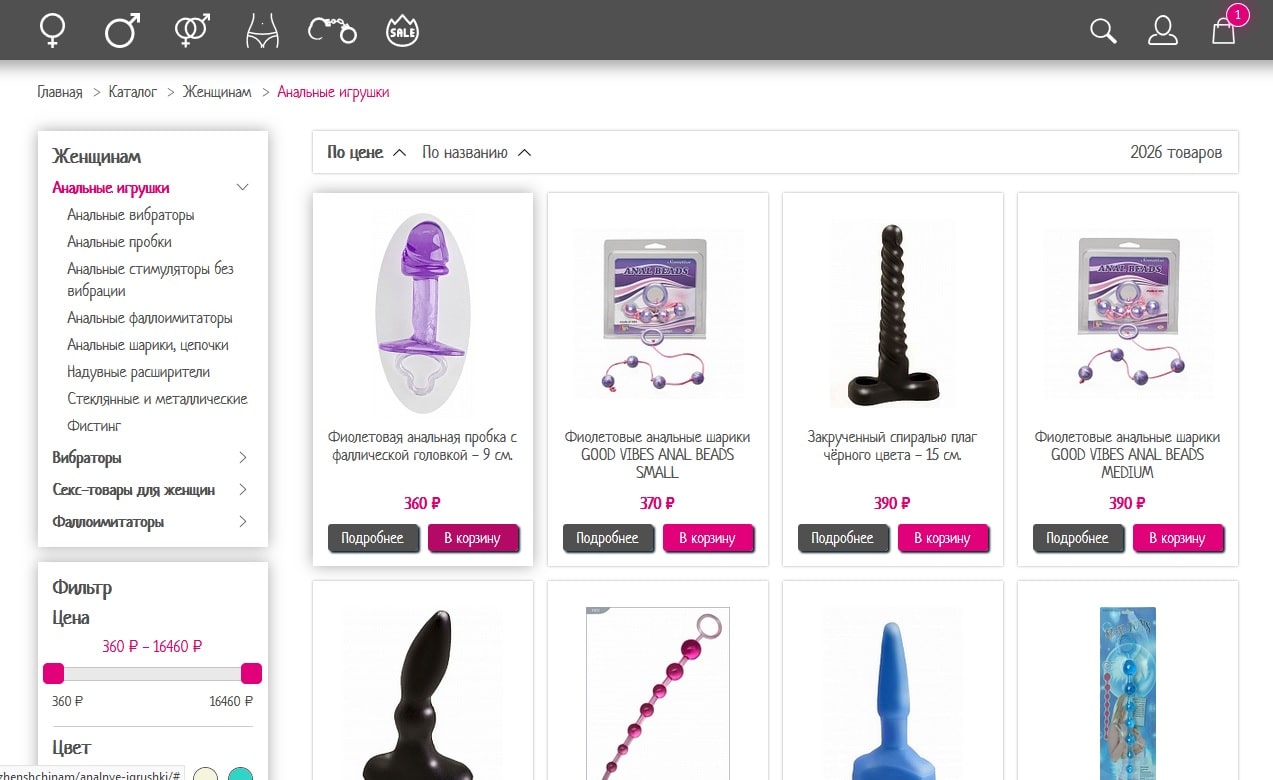 SALE
1
Главная > Каталог > Женщинам > Анальные игрушки
Женщинам
Анальные игрушки
Анальные вибраторы
Анальные пробки
Анальные стимуляторы без
вибрации
Анальные фаллоимитаторы
Анальные шарики, цепочки
Надувные расширители
Стеклянные и металлические
Фистинг
Вибраторы
Секс-товары для женщин
Фаллоимитаторы
Фильтр
Цена
360 ₽ – 16460 ₽
360 ₽ 16460 ₽
Цвет
zhenshchinam/analnye-igrushki/#
По цене По названию 2026 товаров
ANAL BEADS
ANAL BEADS
Фиолетовая анальная пробка с
фаллической головкой – 9 см.
360 ₽
Подробнее В корзину
Фиолетовые анальные шарики
GOOD VIBES ANAL BEADS
SMALL
370 ₽
Подробнее В корзину
Закрученный спиралью плаг
чёрного цвета – 15 см.
390 ₽
Подробнее В корзину
Фиолетовые анальные шарики
GOOD VIBES ANAL BEADS
MEDIUM
390 ₽
Подробнее В корзину